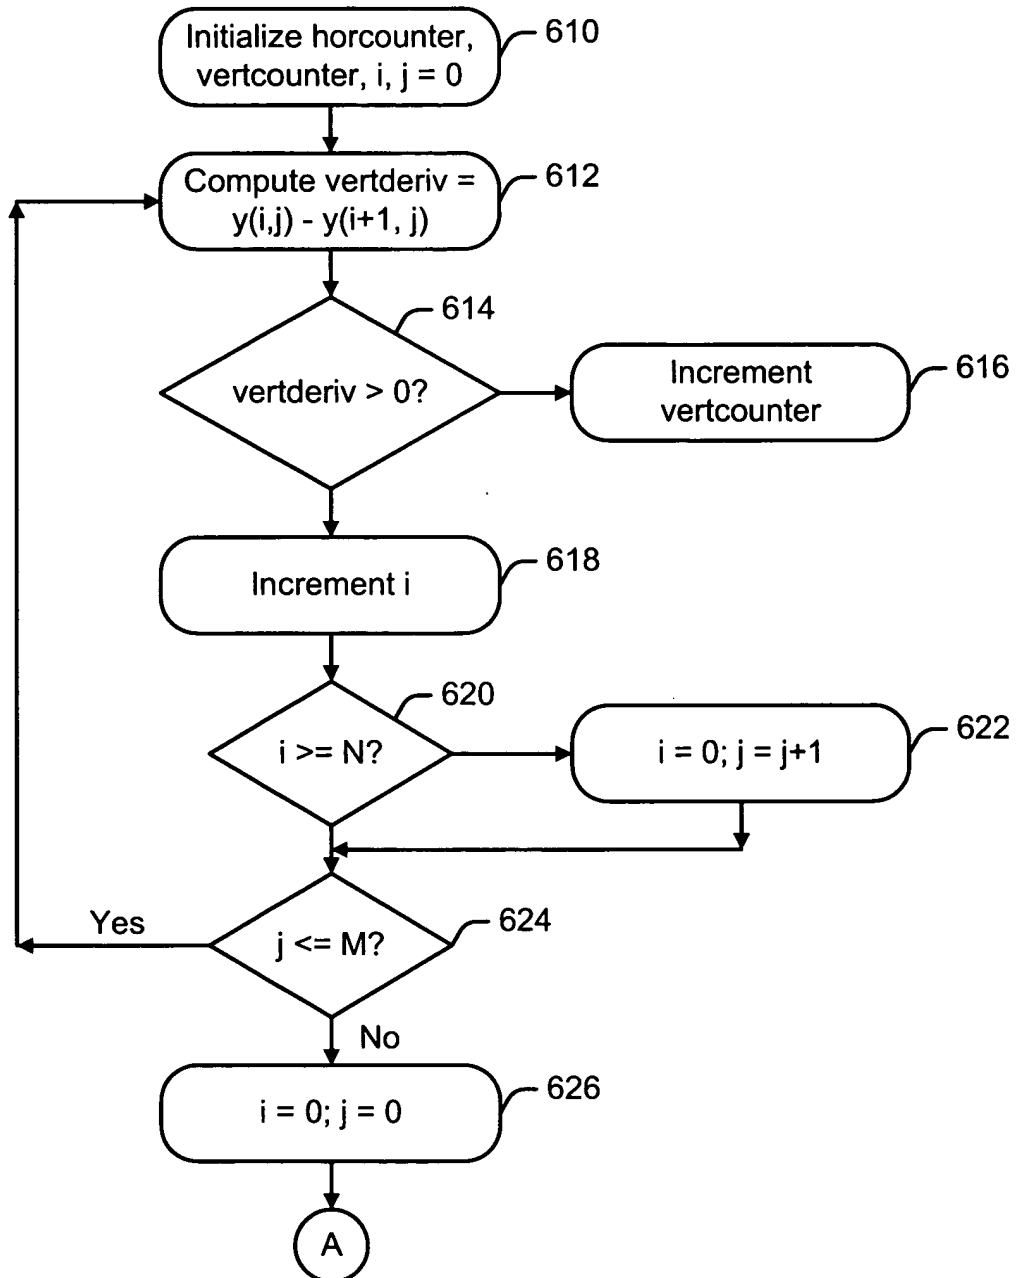 Initialize horcounter,
vertcounter, i, j = 0
610
Compute vertderiv =
y(i,j) - y(i+1, j)
612
614
vertderiv > 0?
Increment
vertcounter
616
Increment i
618
620
i >= N?
i = 0; j = j+1
622
Yes
j <= M?
624
No
i = 0; j = 0
626
A